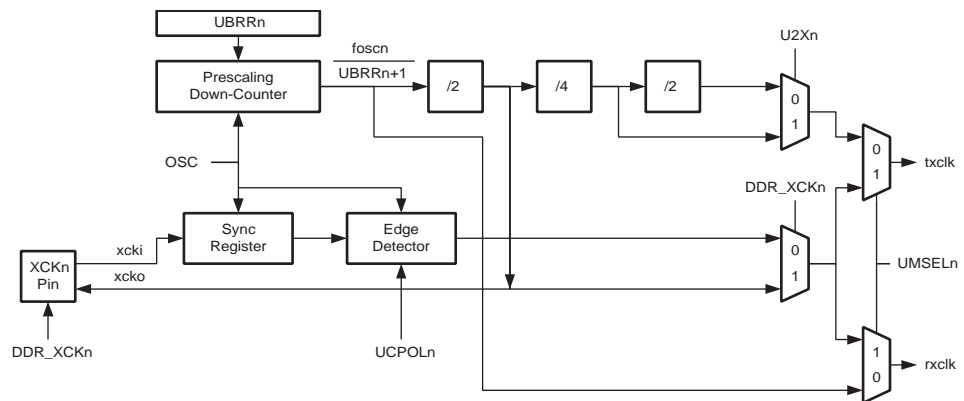 UBRRn
foscn
U2Xn
Prescaling
Down-Counter
UBRRn+1
/2
/4
/2
0
1
OSC
0
1
txclk
DDR_XCKn
xcki
Sync
Register
Edge
Detector
0
1
XCKn
Pin
xcko
UMSELn
DDR_XCKn
UCPOLn
1
0
rxclk